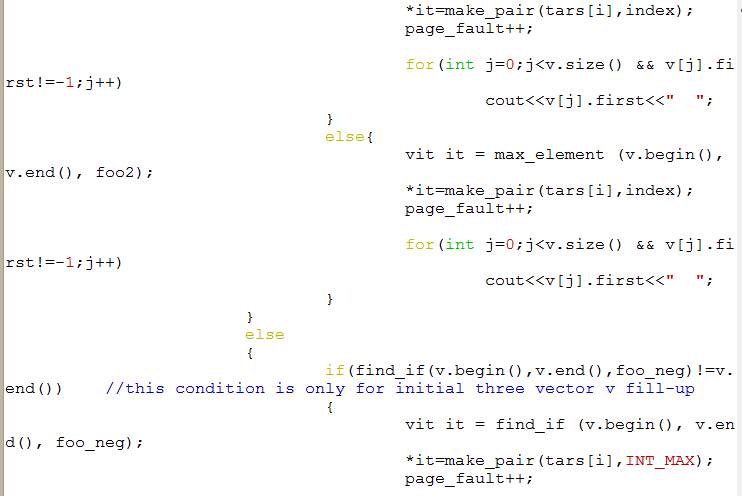 *it=make_pair(tars[i],index);
page_fault++;
for(int j=0;j<v.size() && v[j].fi
rst!=-1;j++)
cout<<v[j].first<<"  ";
}
else{
vit it = max_element (v.begin(),
v.end(), foo2);
*it=make_pair(tars[i],index);
page_fault++;
for(int j=0;j<v.size() && v[j].fi
rst!=-1;j++)
cout<<v[j].first<<"  ";
}
}
else
{
if(find_if(v.begin(),v.end(),foo_neg)!=v.
end())    //this condition is only for initial three vector v fill-up
{
vit it = find_if (v.begin(), v.en
d(), foo_neg);
*it=make_pair(tars[i],INT_MAX);
page_fault++;